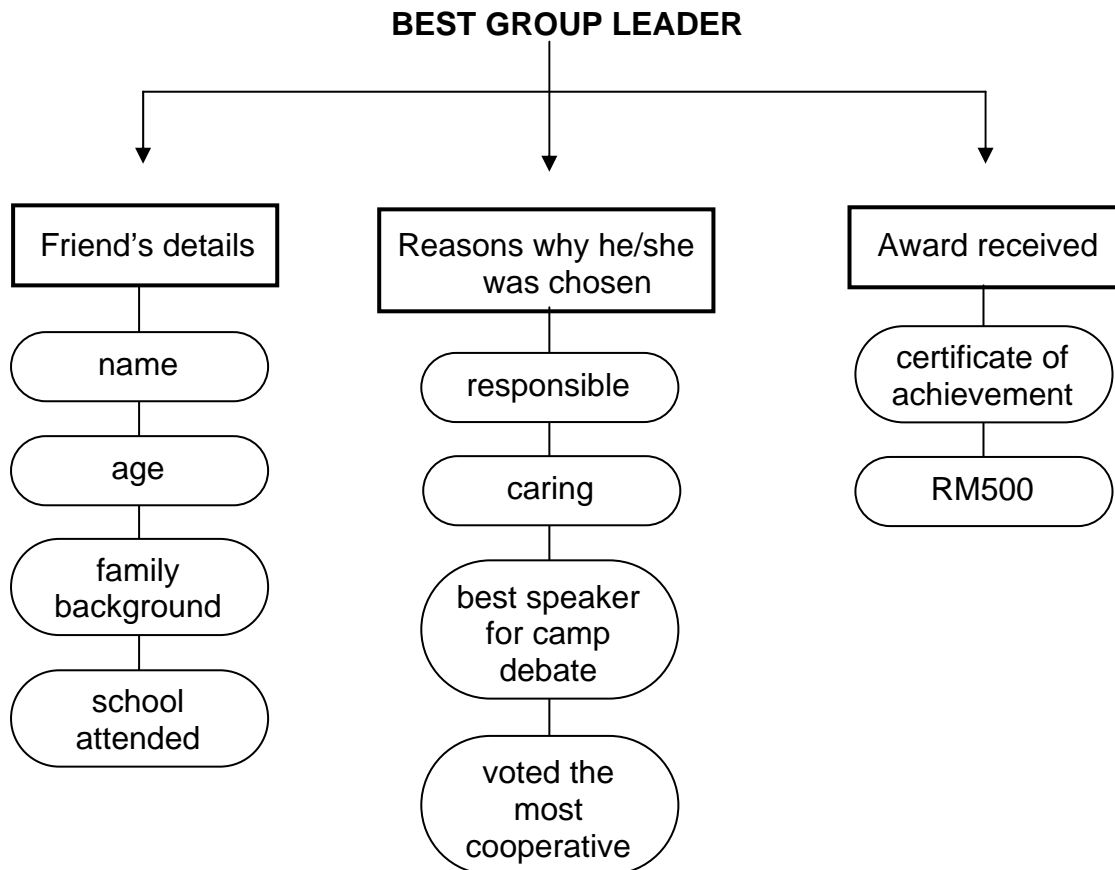 BEST GROUP LEADER
Friend's details
name
age
family
background
school
attended
Reasons why he/she
was chosen
responsible
caring
best speaker
for camp
debate
voted the
most
cooperative
Award received
certificate of
achievement
RM500